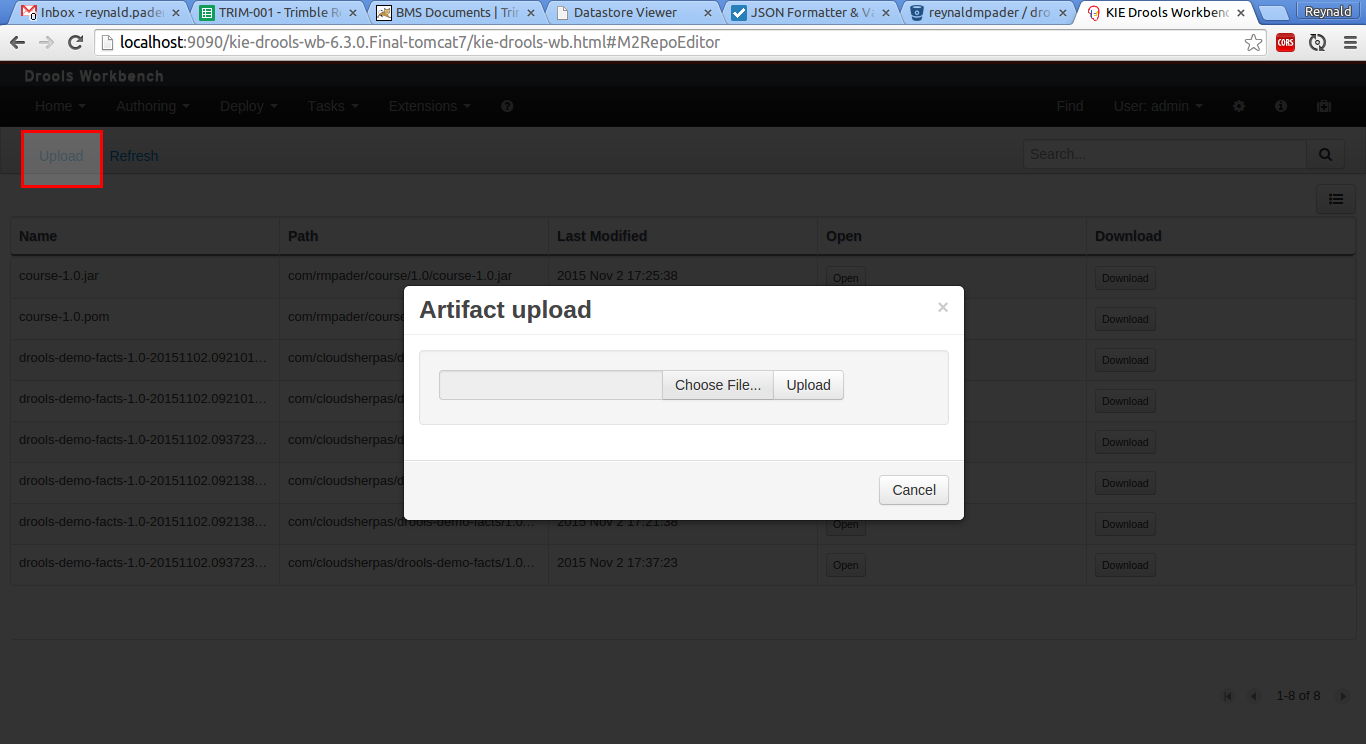 Inbox - reynald.pade TRIM-001 - Trimble Re BMS Documents | Trim Datastore Viewer JSON Formatter & Va reynaldmpader / dro KIE Drools Workbenc Reynald
localhost:9090/kie-drools-wb-6.3.0.Final-tomcat7/kie-drools-wb.html#M2RepoEditor CORS
Drools Workbench
Home Authoring Deploy Tasks Extensions Find User: admin
Upload Refresh Search...
Name Path Last Modified Open Download
course-1.0.jar com/rmpader/course/1.0/course-1.0.jar 2015 Nov 2 17:25:38 Open Download
course-1.0.pom com/rmpader/course Download
drools-demo-facts-1.0-20151102.092101... com/cloudsherpas/d Download
drools-demo-facts-1.0-20151102.092101... com/cloudsherpas/d Download
drools-demo-facts-1.0-20151102.093723... com/cloudsherpas/d Download
drools-demo-facts-1.0-20151102.092138... com/cloudsherpas/d Download
drools-demo-facts-1.0-20151102.092138... com/cloudsherpas/drools-demo-facts/1.0... 2015 Nov 2 17:21:38 Open Download
drools-demo-facts-1.0-20151102.093723... com/cloudsherpas/drools-demo-facts/1.0... 2015 Nov 2 17:37:23 Open Download
Artifact upload ×
Choose File... Upload
Cancel
1-8 of 8